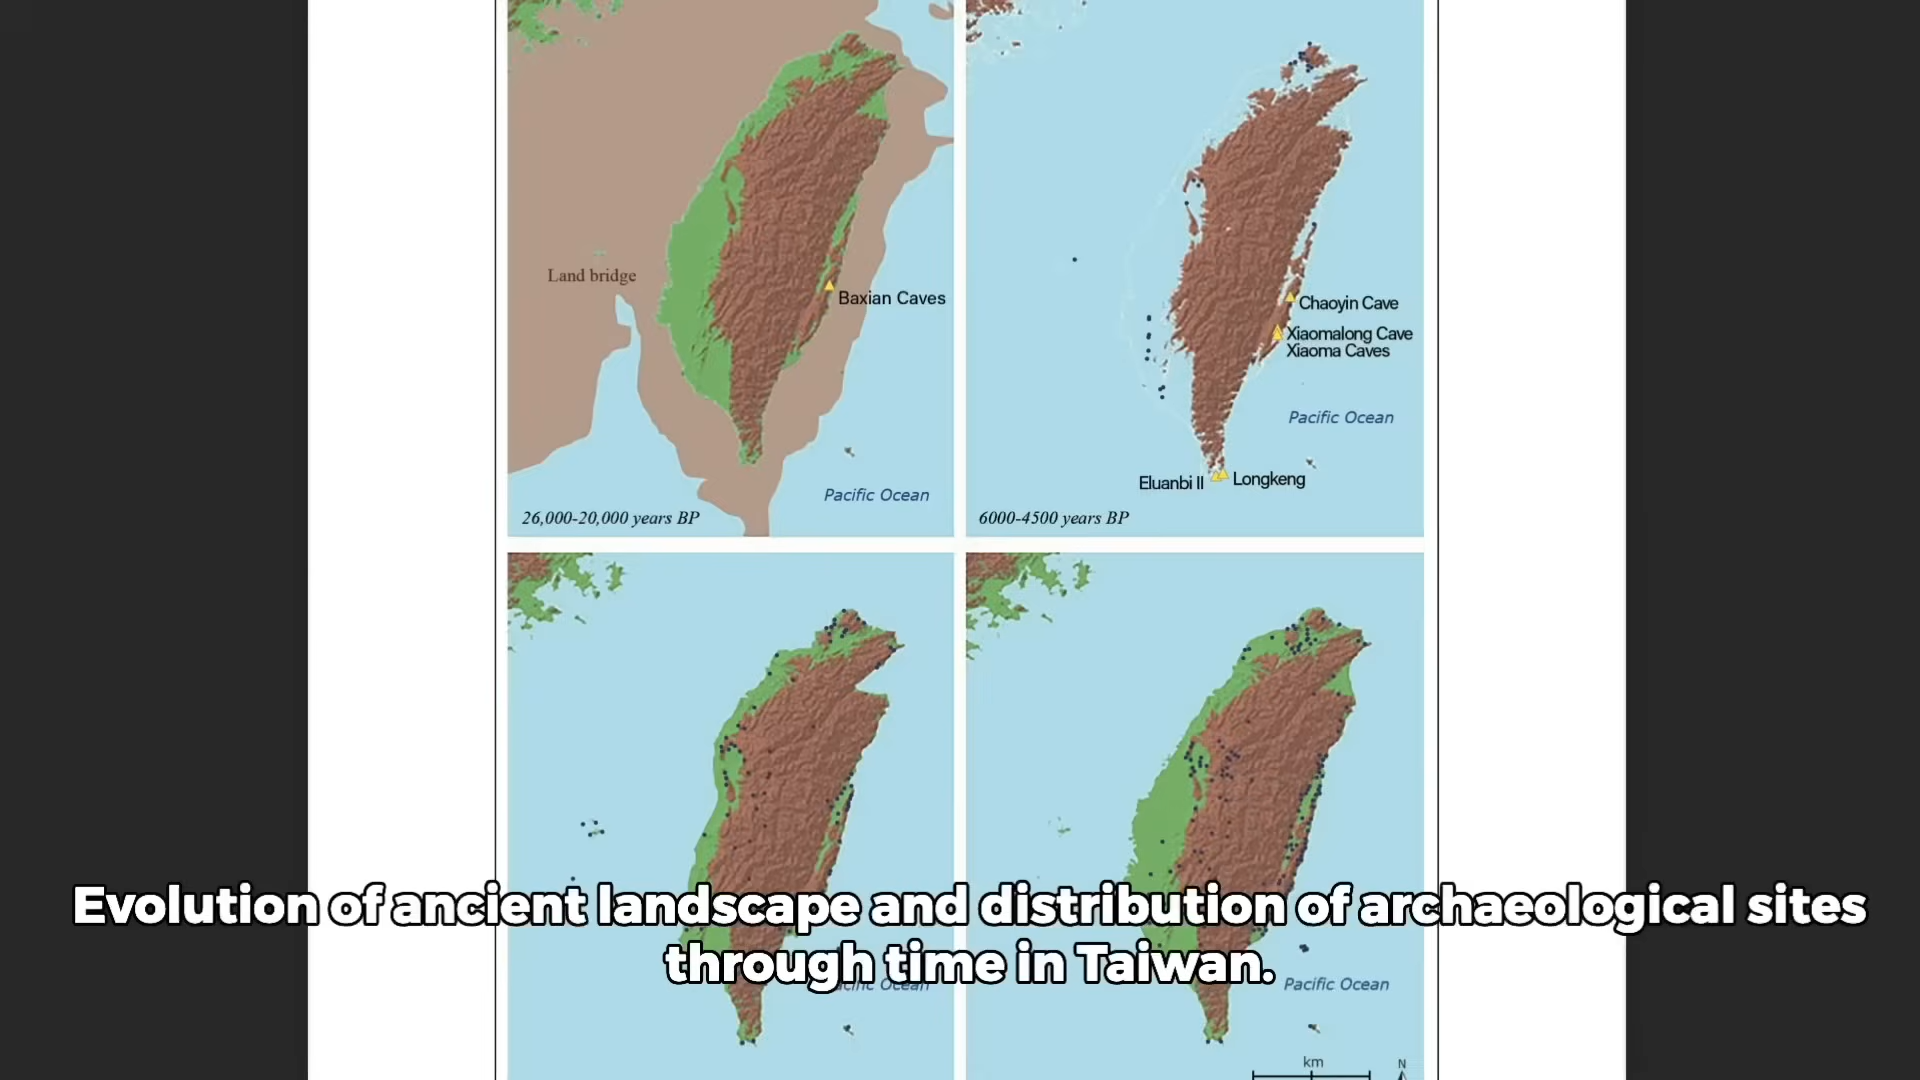 Land bridge
Baxian Caves
Pacific Ocean
26,000-20,000 years BP
Chaoyin Cave
Xiaomalong Cave
Xiaoma Caves
Pacific Ocean
Eluanbi II
Longkeng
6000-4500 years BP
Evolution of ancient landscape and distribution of archaeological sites
through time in Taiwan.
Pacific Ocean
Pacific Ocean
km
N